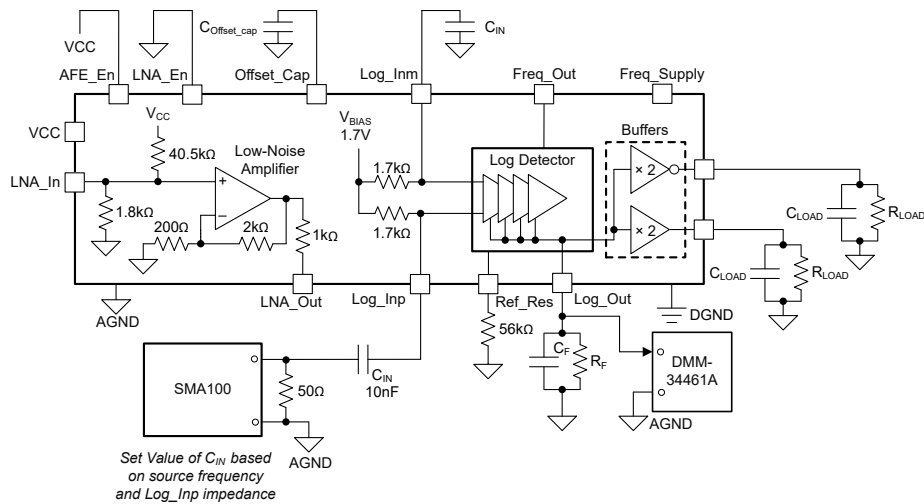 VCC
C_Offset_cap
C_IN
AFE_En
LNA_En
Offset_Cap
Log_Inm
Freq_Out
Freq_Supply
VCC
V_CC
40.5kΩ
Low-Noise
Amplifier
V_BIAS
1.7V
1.7kΩ
1.7kΩ
Log Detector
Buffers
× 2
× 2
LNA_In
1.8kΩ
200Ω
+
−
2kΩ
1kΩ
C_LOAD
R_LOAD
C_LOAD
R_LOAD
AGND
LNA_Out
Log_Inp
Ref_Res
Log_Out
DGND
56kΩ
C_F
R_F
SMA100
50Ω
C_IN
10nF
AGND
DMM-
34461A
AGND
Set Value of C_IN based
on source frequency
and Log_Inp impedance